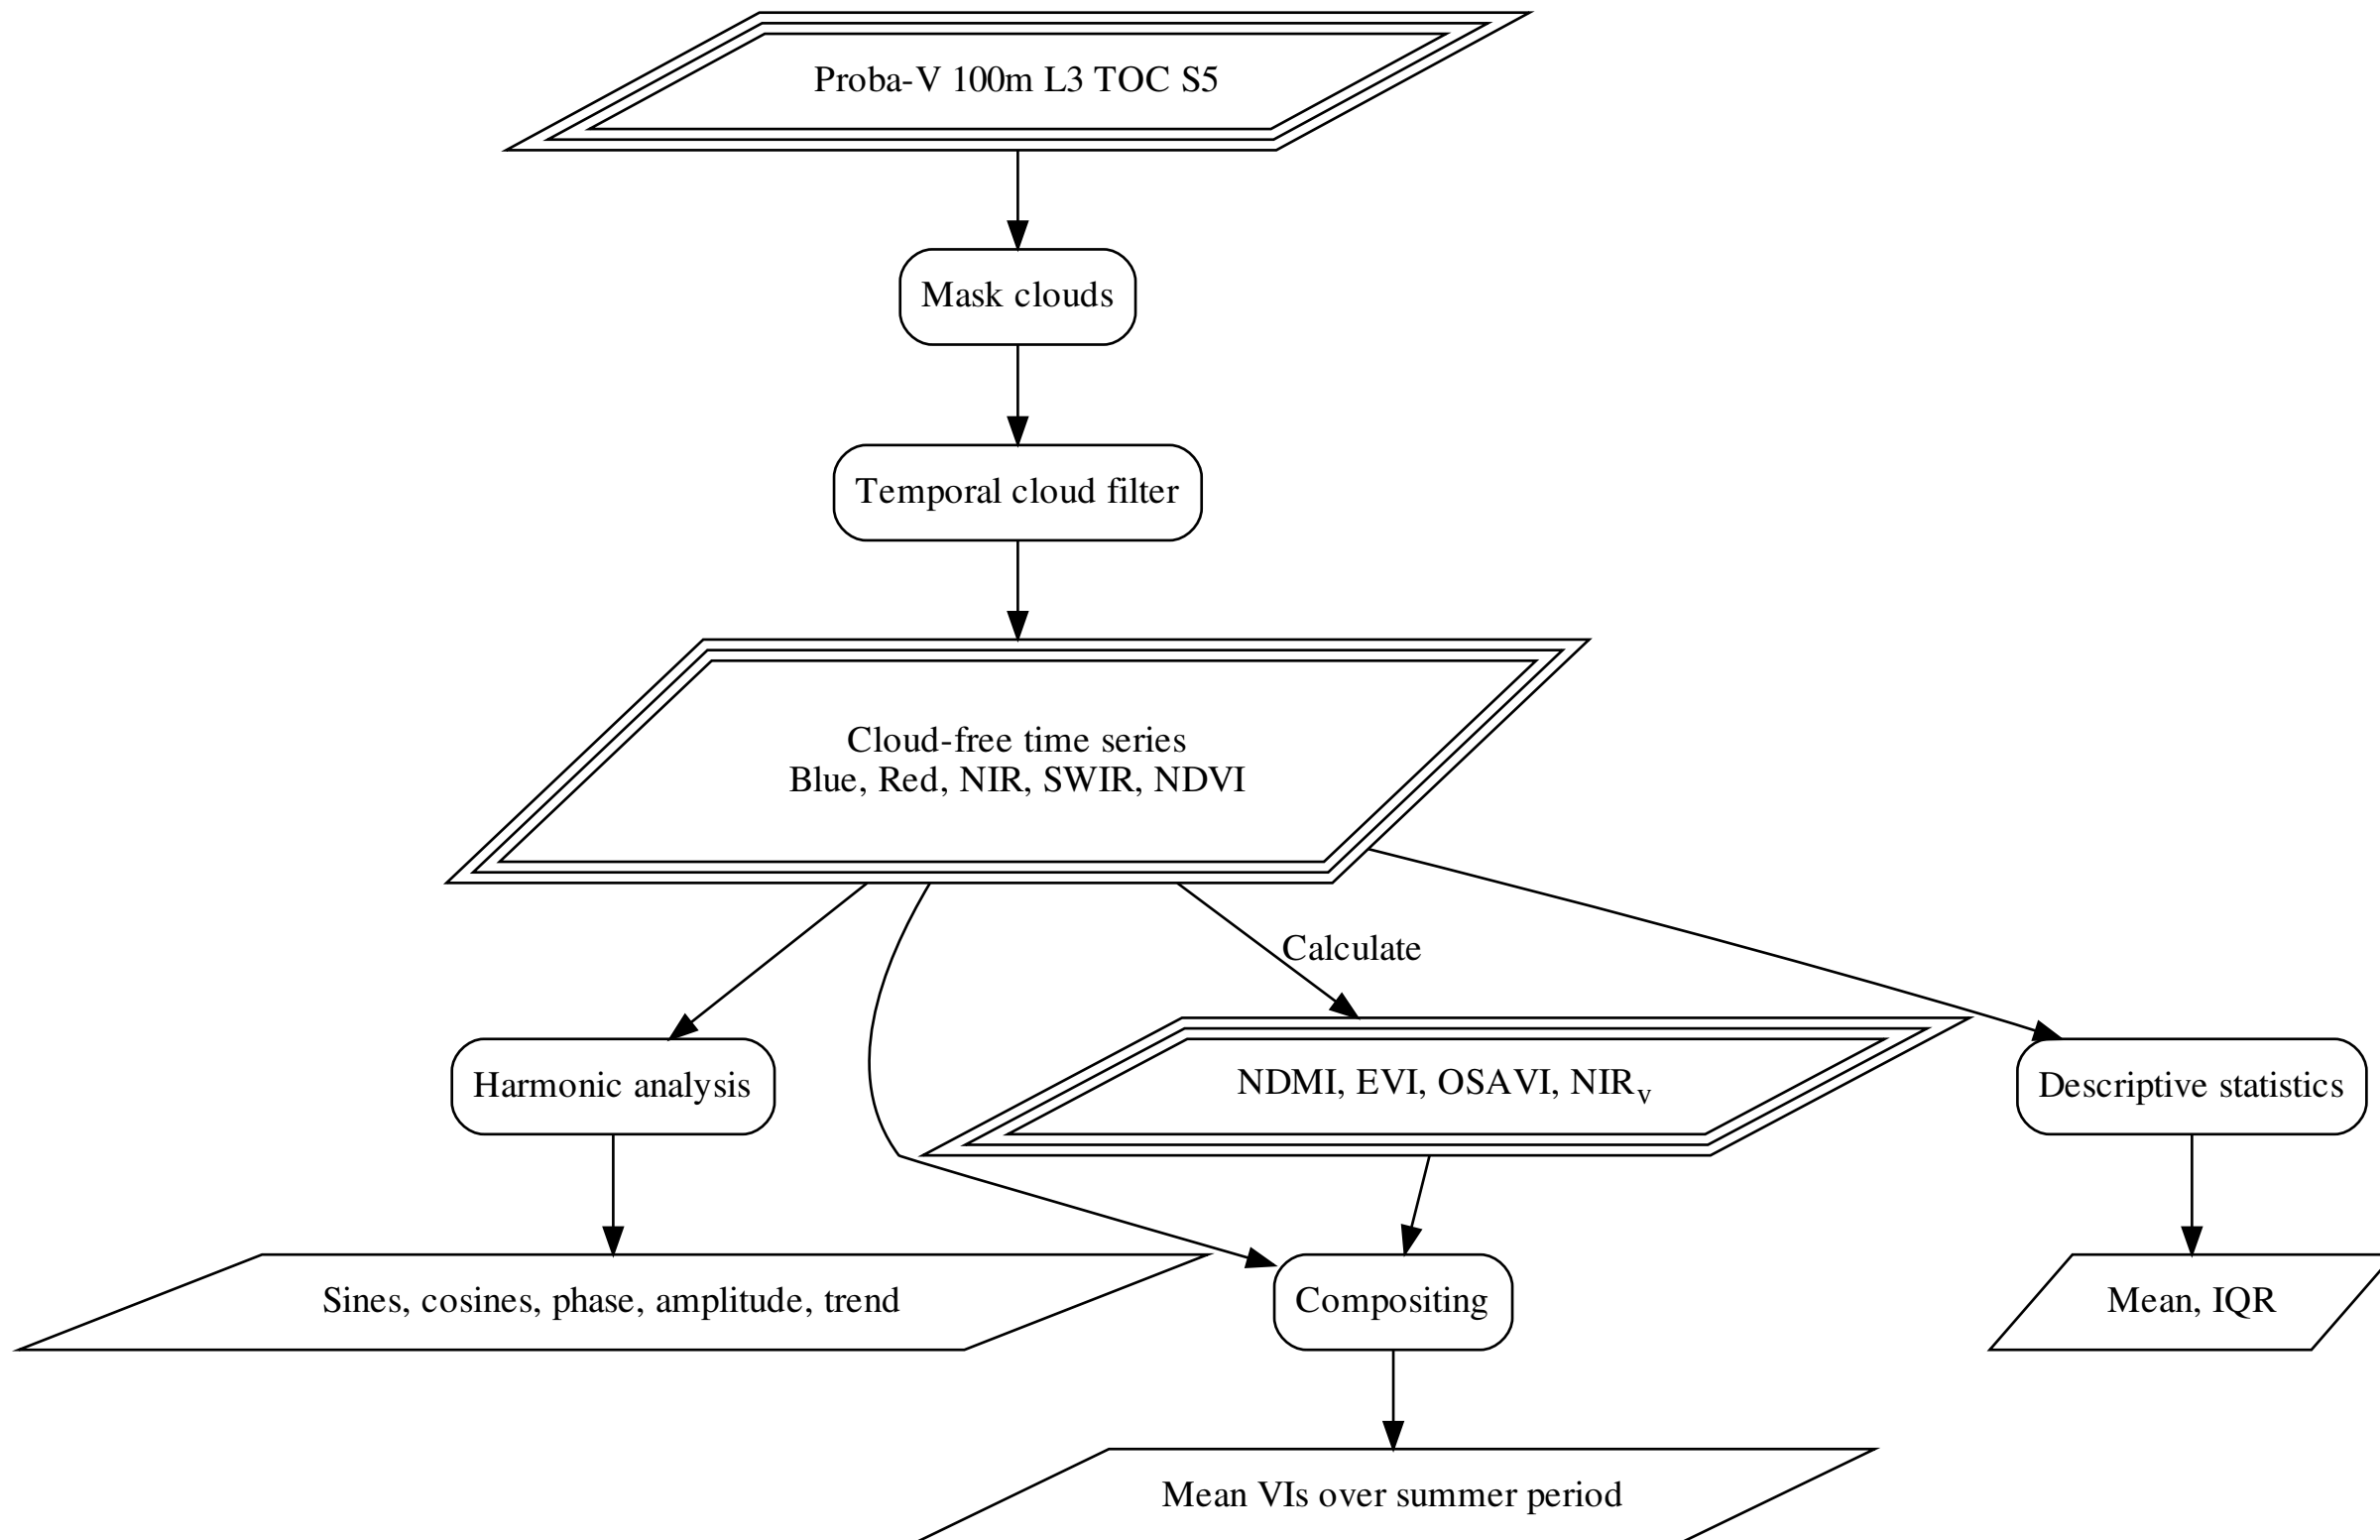 Proba-V 100m L3 TOC S5
Mask clouds
Temporal cloud filter
Cloud-free time series
Blue, Red, NIR, SWIR, NDVI
Calculate
Harmonic analysis
NDMI, EVI, OSAVI, NIRᵥ
Descriptive statistics
Sines, cosines, phase, amplitude, trend
Compositing
Mean, IQR
Mean VIs over summer period